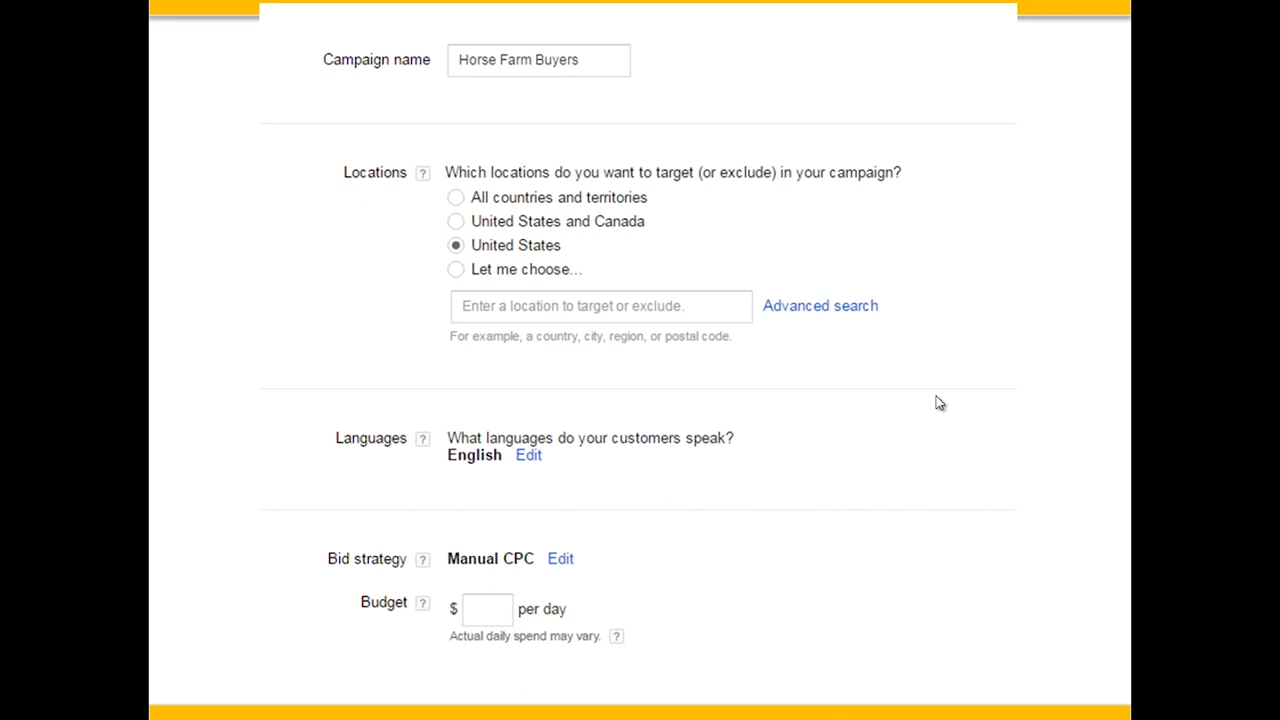 Campaign name Horse Farm Buyers
Locations ? Which locations do you want to target (or exclude) in your campaign?
All countries and territories
United States and Canada
United States
Let me choose...
Enter a location to target or exclude. Advanced search
For example, a country, city, region, or postal code.
Languages ? What languages do your customers speak?
English Edit
Bid strategy ? Manual CPC Edit
Budget ? $ per day
Actual daily spend may vary. ?